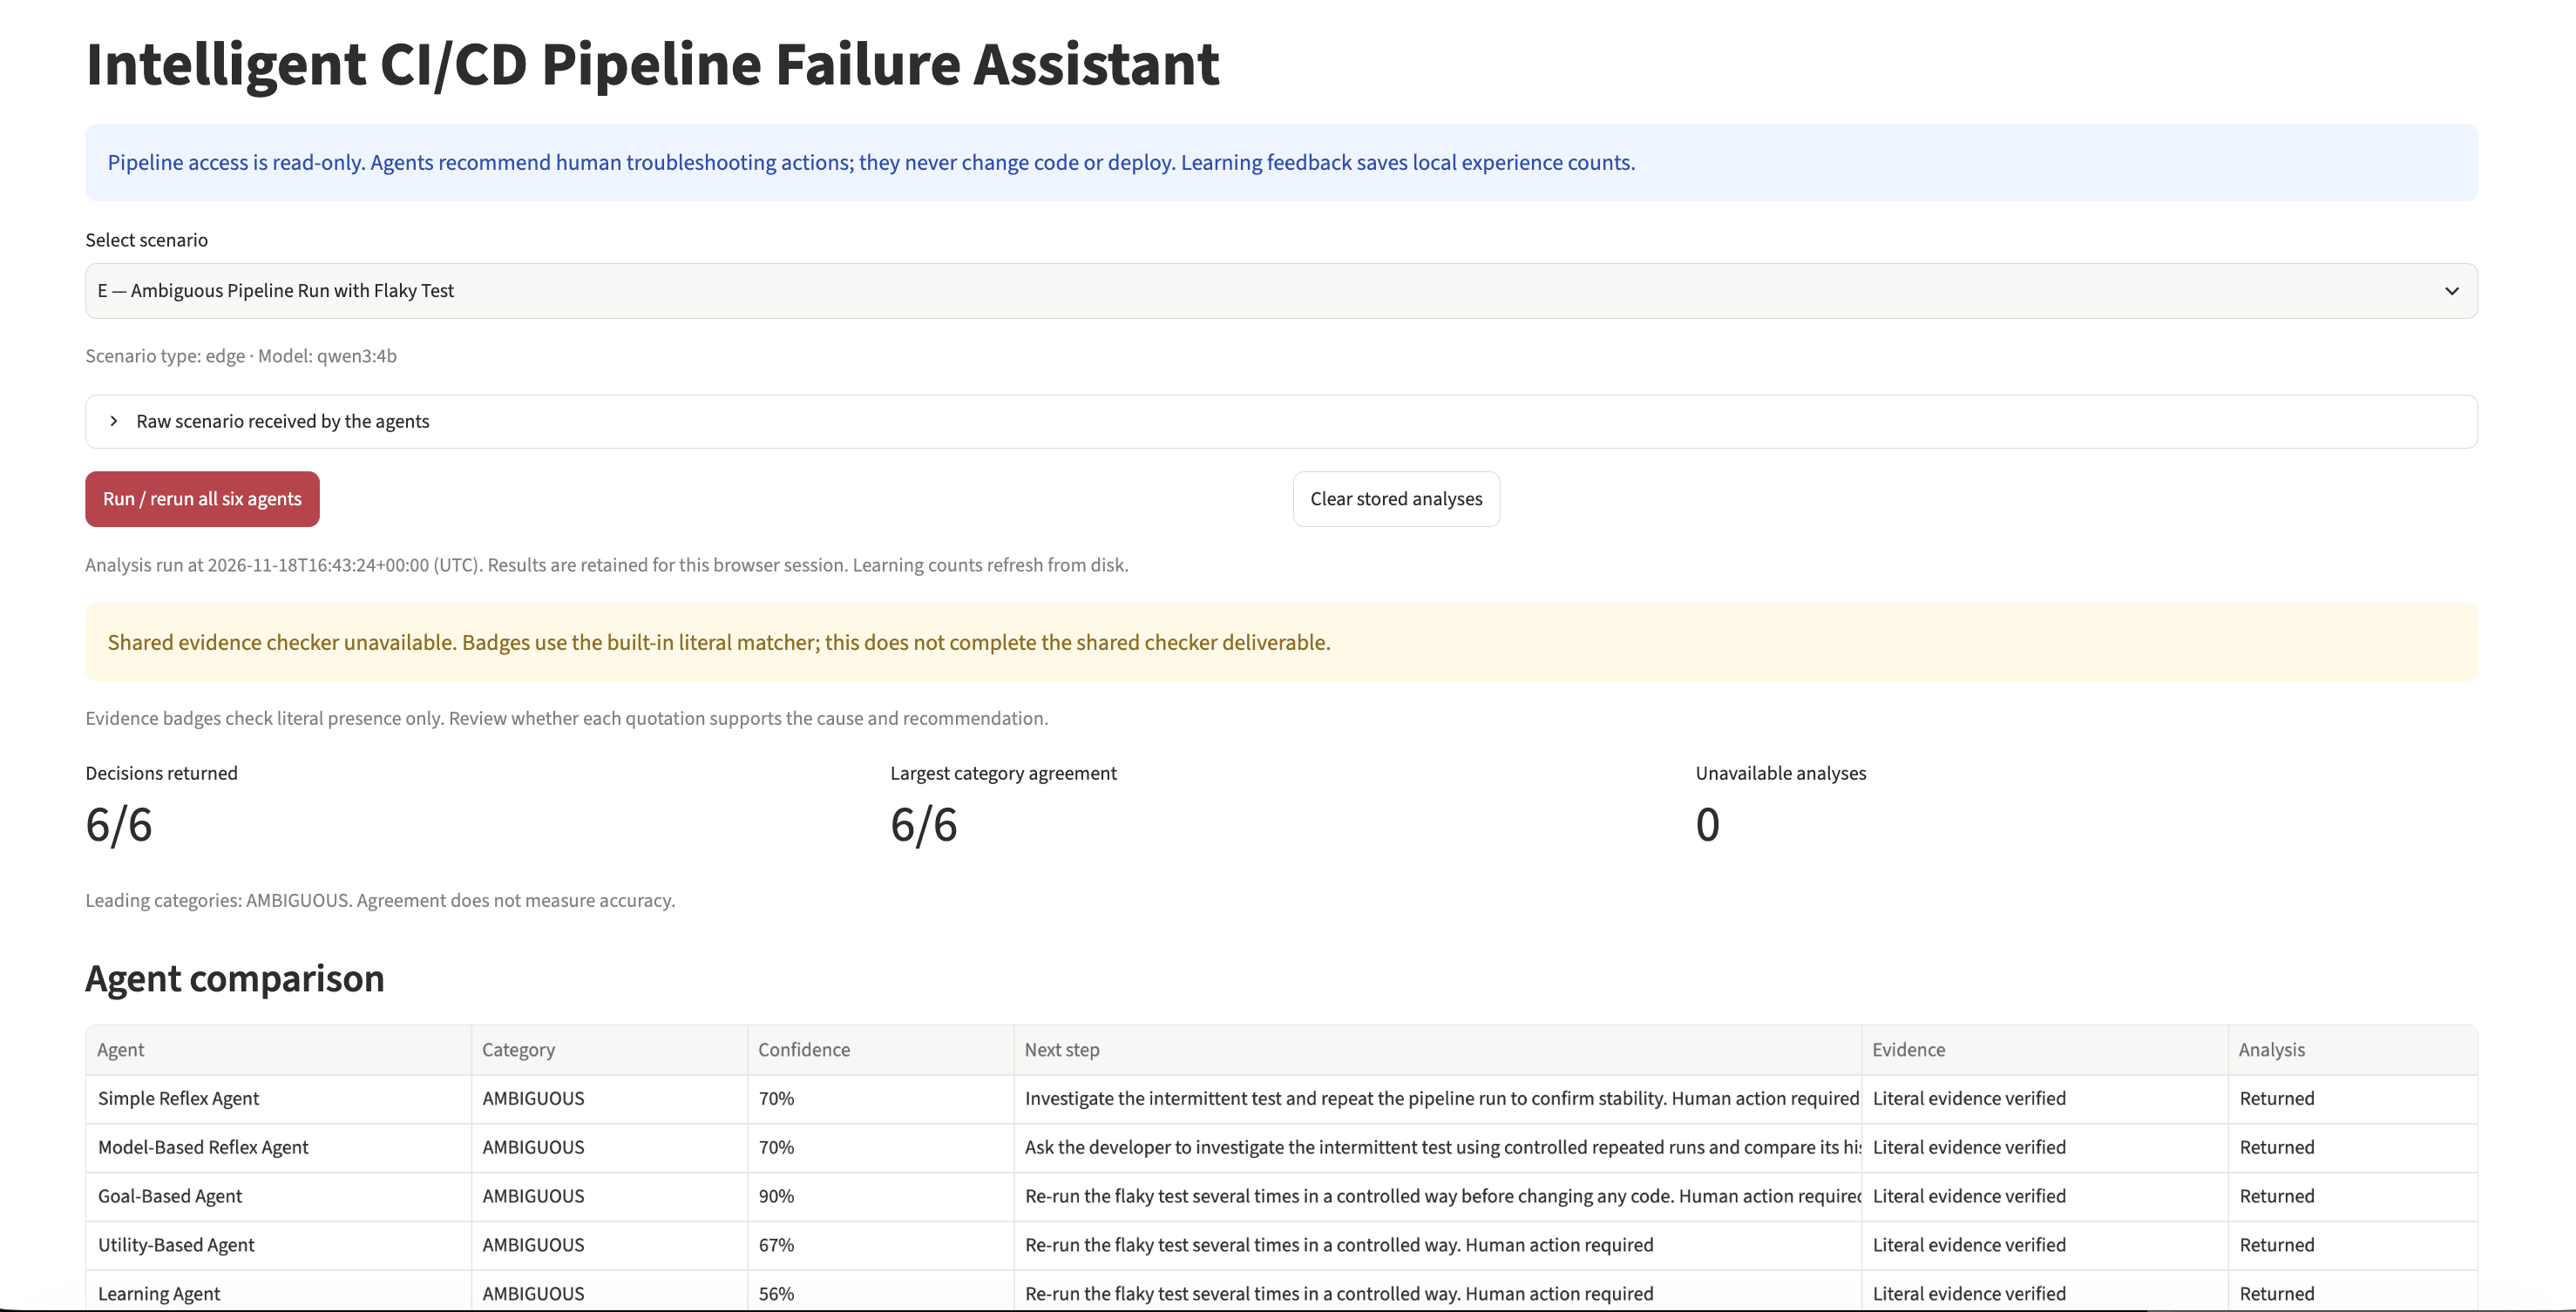 Intelligent CI/CD Pipeline Failure Assistant
Pipeline access is read-only. Agents recommend human troubleshooting actions; they never change code or deploy. Learning feedback saves local experience counts.
Select scenario
E — Ambiguous Pipeline Run with Flaky Test
Scenario type: edge · Model: qwen3:4b
Raw scenario received by the agents
Run / rerun all six agents
Clear stored analyses
Analysis run at 2026-11-18T16:43:24+00:00 (UTC). Results are retained for this browser session. Learning counts refresh from disk.
Shared evidence checker unavailable. Badges use the built-in literal matcher; this does not complete the shared checker deliverable.
Evidence badges check literal presence only. Review whether each quotation supports the cause and recommendation.
Decisions returned Largest category agreement Unavailable analyses
6/6 6/6 0
Leading categories: AMBIGUOUS. Agreement does not measure accuracy.
Agent comparison
Agent Category Confidence Next step Evidence Analysis
Simple Reflex Agent AMBIGUOUS 70% Investigate the intermittent test and repeat the pipeline run to confirm stability. Human action required Literal evidence verified Returned
Model-Based Reflex Agent AMBIGUOUS 70% Ask the developer to investigate the intermittent test using controlled repeated runs and compare its his Literal evidence verified Returned
Goal-Based Agent AMBIGUOUS 90% Re-run the flaky test several times in a controlled way before changing any code. Human action required Literal evidence verified Returned
Utility-Based Agent AMBIGUOUS 67% Re-run the flaky test several times in a controlled way. Human action required Literal evidence verified Returned
Learning Agent AMBIGUOUS 56% Re-run the flaky test several times in a controlled way. Human action required Literal evidence verified Returned